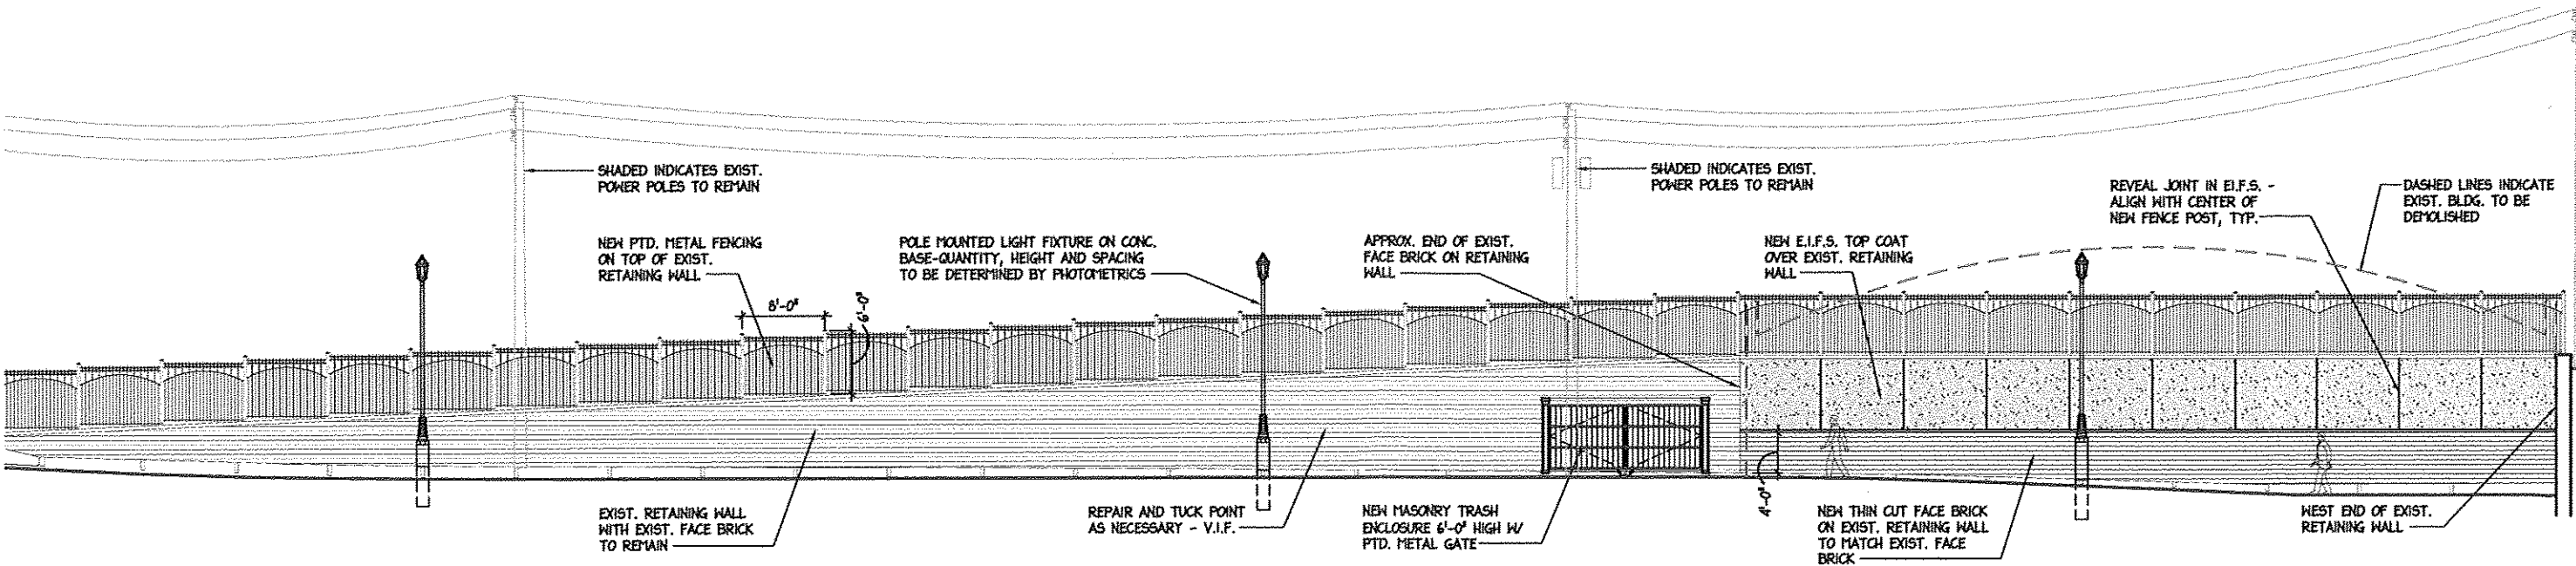 SHADED INDICATES EXIST.
POWER POLES TO REMAIN
SHADED INDICATES EXIST.
POWER POLES TO REMAIN
REVEAL JOINT IN E.I.F.S. -
ALIGN WITH CENTER OF
NEW FENCE POST, TYP.
DASHED LINES INDICATE
EXIST. BLDG. TO BE
DEMOLISHED
NEW PTD. METAL FENCING
ON TOP OF EXIST.
RETAINING WALL
POLE MOUNTED LIGHT FIXTURE ON CONC.
BASE-QUANTITY, HEIGHT AND SPACING
TO BE DETERMINED BY PHOTOMETRICS
APPROX. END OF EXIST.
FACE BRICK ON RETAINING
WALL
NEW E.I.F.S. TOP COAT
OVER EXIST. RETAINING
WALL
8'-0"
6'-0"
4'-0"
EXIST. RETAINING WALL
WITH EXIST. FACE BRICK
TO REMAIN
REPAIR AND TUCK POINT
AS NECESSARY - V.I.F.
NEW MASONRY TRASH
ENCLOSURE 6'-0" HIGH W/
PTD. METAL GATE
NEW THIN CUT FACE BRICK
ON EXIST. RETAINING WALL
TO MATCH EXIST. FACE
BRICK
WEST END OF EXIST.
RETAINING WALL